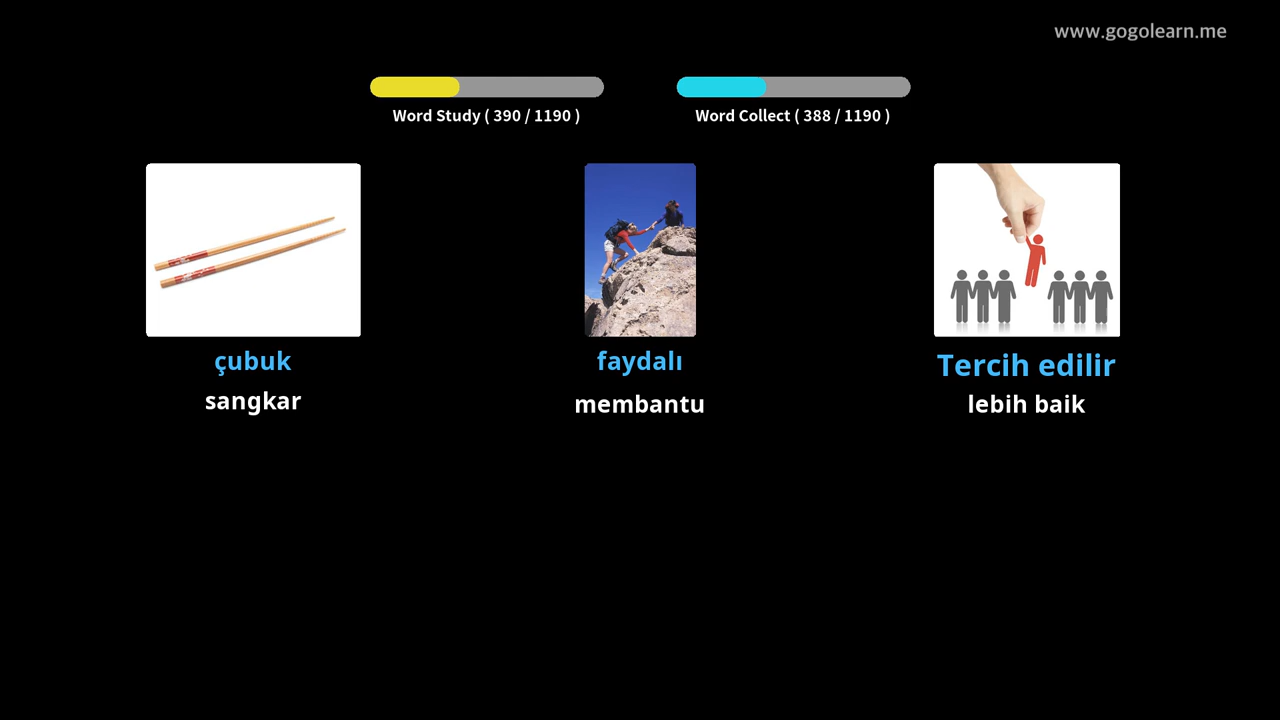 www.gogolearn.me
Word Study ( 390 / 1190 )
Word Collect ( 388 / 1190 )
çubuk
sangkar
faydalı
membantu
Tercih edilir
lebih baik